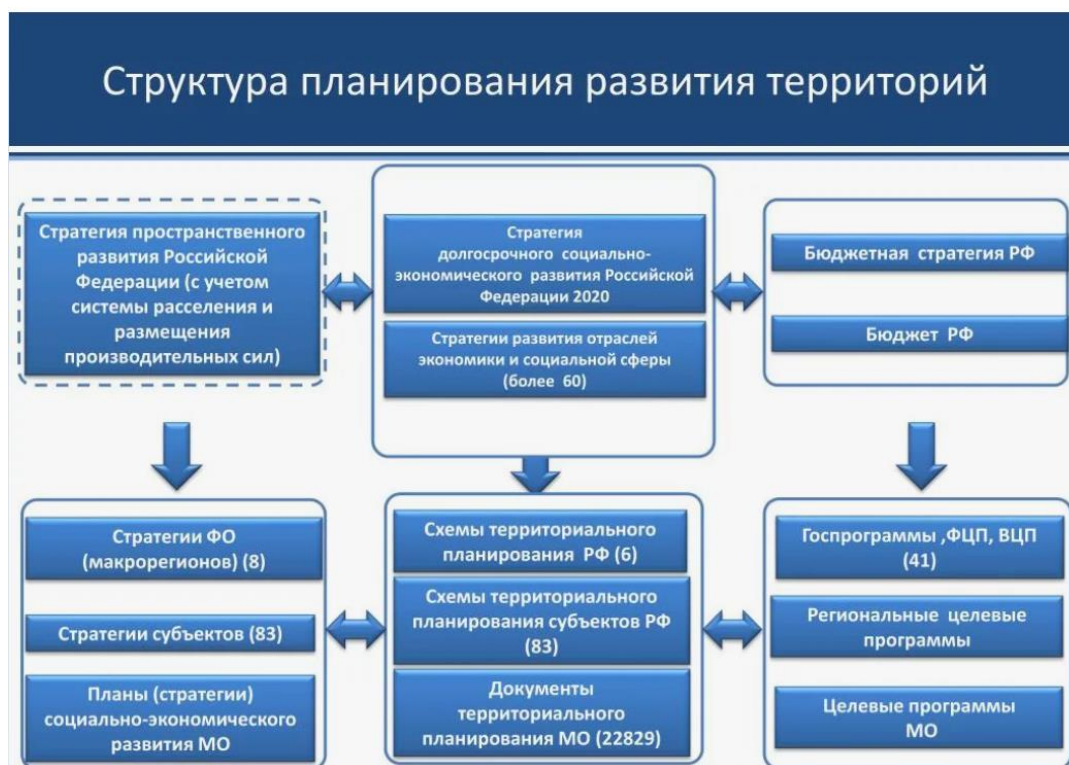 Структура планирования развития территорий
Стратегия пространственного
развития Российской
Федерации (с учетом
системы расселения и
размещения
производительных сил)
Стратегия
долгосрочного социально-
экономического развития Российской
Федерации 2020
Стратегии развития отраслей
экономики и социальной сферы
(более 60)
Бюджетная стратегия РФ
Бюджет РФ
Стратегии ФО
(макрорегионов) (8)
Стратегии субъектов (83)
Планы (стратегии)
социально-экономического
развития МО
Схемы территориального
планирования РФ (6)
Схемы территориального
планирования субъектов РФ
(83)
Документы
территориального
планирования МО (22829)
Госпрограммы ,ФЦП, ВЦП
(41)
Региональные целевые
программы
Целевые программы
МО